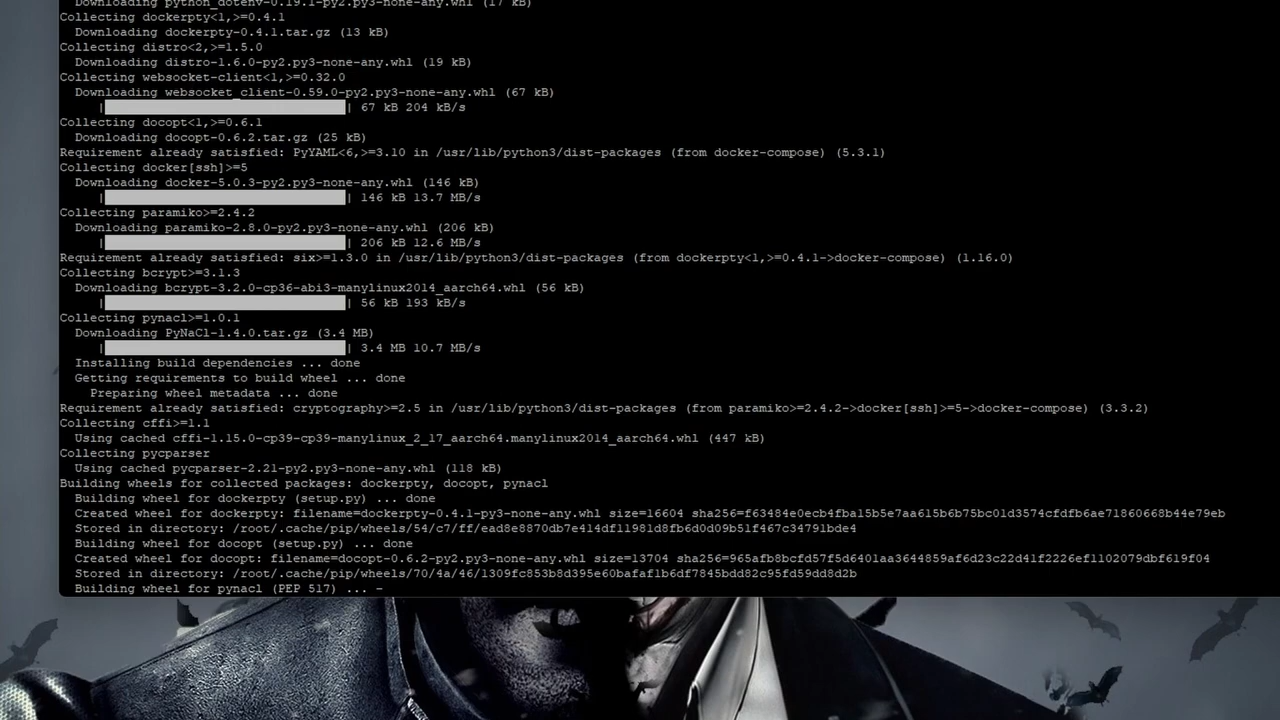 Downloading python_dotenv-0.19.1-py2.py3-none-any.whl (17 kB)
Collecting dockerpty<1,>=0.4.1
Downloading dockerpty-0.4.1.tar.gz (13 kB)
Collecting distro<2,>=1.5.0
Downloading distro-1.6.0-py2.py3-none-any.whl (19 kB)
Collecting websocket-client<1,>=0.32.0
Downloading websocket_client-0.59.0-py2.py3-none-any.whl (67 kB)
| | 67 kB 204 kB/s
Collecting docopt<1,>=0.6.1
Downloading docopt-0.6.2.tar.gz (25 kB)
Requirement already satisfied: PyYAML<6,>=3.10 in /usr/lib/python3/dist-packages (from docker-compose) (5.3.1)
Collecting docker[ssh]>=5
Downloading docker-5.0.3-py2.py3-none-any.whl (146 kB)
| | 146 kB 13.7 MB/s
Collecting paramiko>=2.4.2
Downloading paramiko-2.8.0-py2.py3-none-any.whl (206 kB)
| | 206 kB 12.6 MB/s
Requirement already satisfied: six>=1.3.0 in /usr/lib/python3/dist-packages (from dockerpty<1,>=0.4.1->docker-compose) (1.16.0)
Collecting bcrypt>=3.1.3
Downloading bcrypt-3.2.0-cp36-abi3-manylinux2014_aarch64.whl (56 kB)
| | 56 kB 193 kB/s
Collecting pynacl>=1.0.1
Downloading PyNaCl-1.4.0.tar.gz (3.4 MB)
| | 3.4 MB 10.7 MB/s
Installing build dependencies ... done
Getting requirements to build wheel ... done
Preparing wheel metadata ... done
Requirement already satisfied: cryptography>=2.5 in /usr/lib/python3/dist-packages (from paramiko>=2.4.2->docker[ssh]>=5->docker-compose) (3.3.2)
Collecting cffi>=1.1
Using cached cffi-1.15.0-cp39-cp39-manylinux_2_17_aarch64.manylinux2014_aarch64.whl (447 kB)
Collecting pycparser
Using cached pycparser-2.21-py2.py3-none-any.whl (118 kB)
Building wheels for collected packages: dockerpty, docopt, pynacl
Building wheel for dockerpty (setup.py) ... done
Created wheel for dockerpty: filename=dockerpty-0.4.1-py3-none-any.whl size=16604 sha256=f63484e0ecb4fba15b5e7aa615b6b75bc01d3574cfdfb6ae71860668b44e79eb
Stored in directory: /root/.cache/pip/wheels/54/c7/ff/ead8e8870db7e414df11981d8fb6d0d09b51f467c34791bde4
Building wheel for docopt (setup.py) ... done
Created wheel for docopt: filename=docopt-0.6.2-py2.py3-none-any.whl size=13704 sha256=965afb8bcfd57f5d6401aa3644859af6d23c22d41f2226ef1102079dbf619f04
Stored in directory: /root/.cache/pip/wheels/70/4a/46/1309fc853b8d395e60bafaf1b6df7845bdd82c95fd59dd8d2b
Building wheel for pynacl (PEP 517) ... -